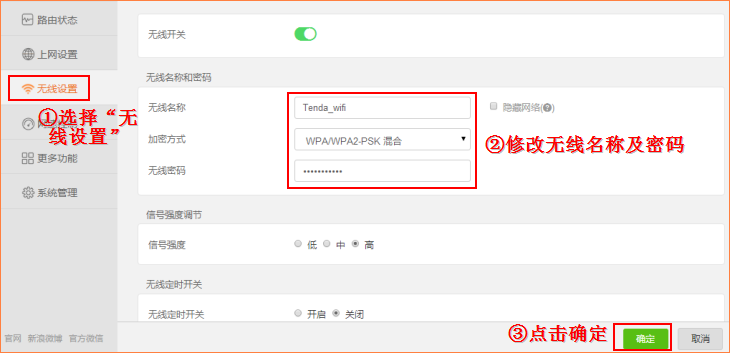 路由状态
上网设置
无线设置
①选择“无
线设置”
更多功能
系统管理
官网 新浪微博 官方微信
无线开关
无线名称和密码
无线名称 Tenda_wifi 隐藏网络(?)
加密方式 WPA/WPA2-PSK 混合
②修改无线名称及密码
无线密码 •••••••••••
信号强度调节
信号强度 低 中 高
无线定时开关
无线定时开关 开启 关闭
③点击确定 确定 取消